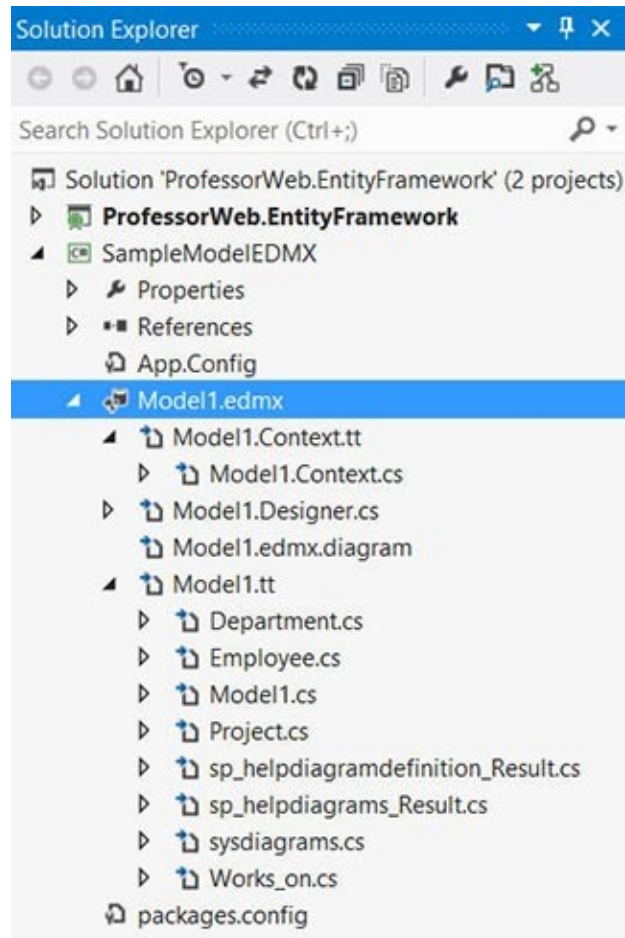 Solution Explorer
Search Solution Explorer (Ctrl+;)
Solution 'ProfessorWeb.EntityFramework' (2 projects)
ProfessorWeb.EntityFramework
SampleModelEDMX
Properties
References
App.Config
Model1.edmx
Model1.Context.tt
Model1.Context.cs
Model1.Designer.cs
Model1.edmx.diagram
Model1.tt
Department.cs
Employee.cs
Model1.cs
Project.cs
sp_helpdiagramdefinition_Result.cs
sp_helpdiagrams_Result.cs
sysdiagrams.cs
Works_on.cs
packages.config